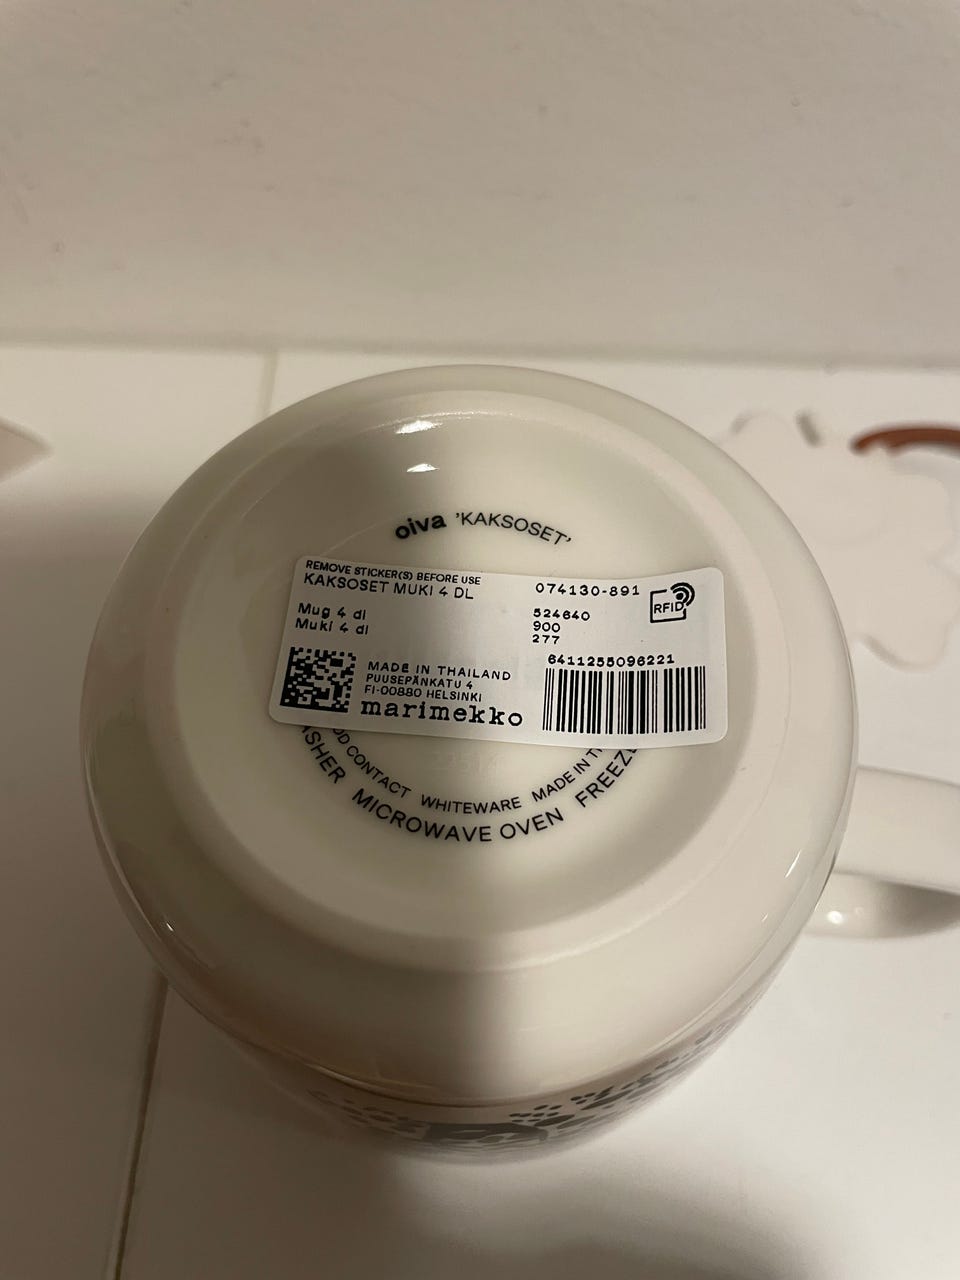 oiva 'KAKSOSET'
REMOVE STICKER(S) BEFORE USE
KAKSOSET MUKI 4 DL
074130-891
RFID
Mug 4 dl
Muki 4 dl
524640
900
277
6411255096221
MADE IN THAILAND
PUUSEPÄNKATU 4
FI-00880 HELSINKI
marimekko
CONTACT WHITEWARE MADE IN
MICROWAVE OVEN